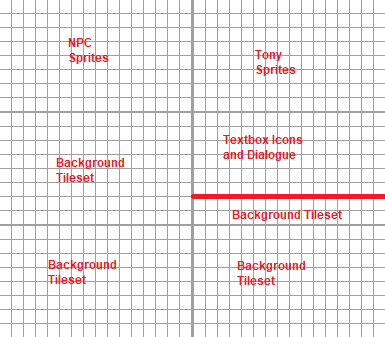 NPC
Sprites
Tony
Sprites
Textbox Icons
and Dialogue
Background
Tileset
Background Tileset
Background
Tileset
Background
Tileset